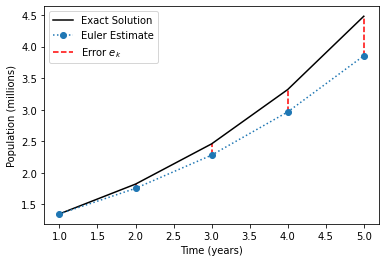 Exact Solution
Euler Estimate
Error e_k
4.5
4.0
3.5
3.0
2.5
2.0
1.5
Population (millions)
1.0 1.5 2.0 2.5 3.0 3.5 4.0 4.5 5.0
Time (years)